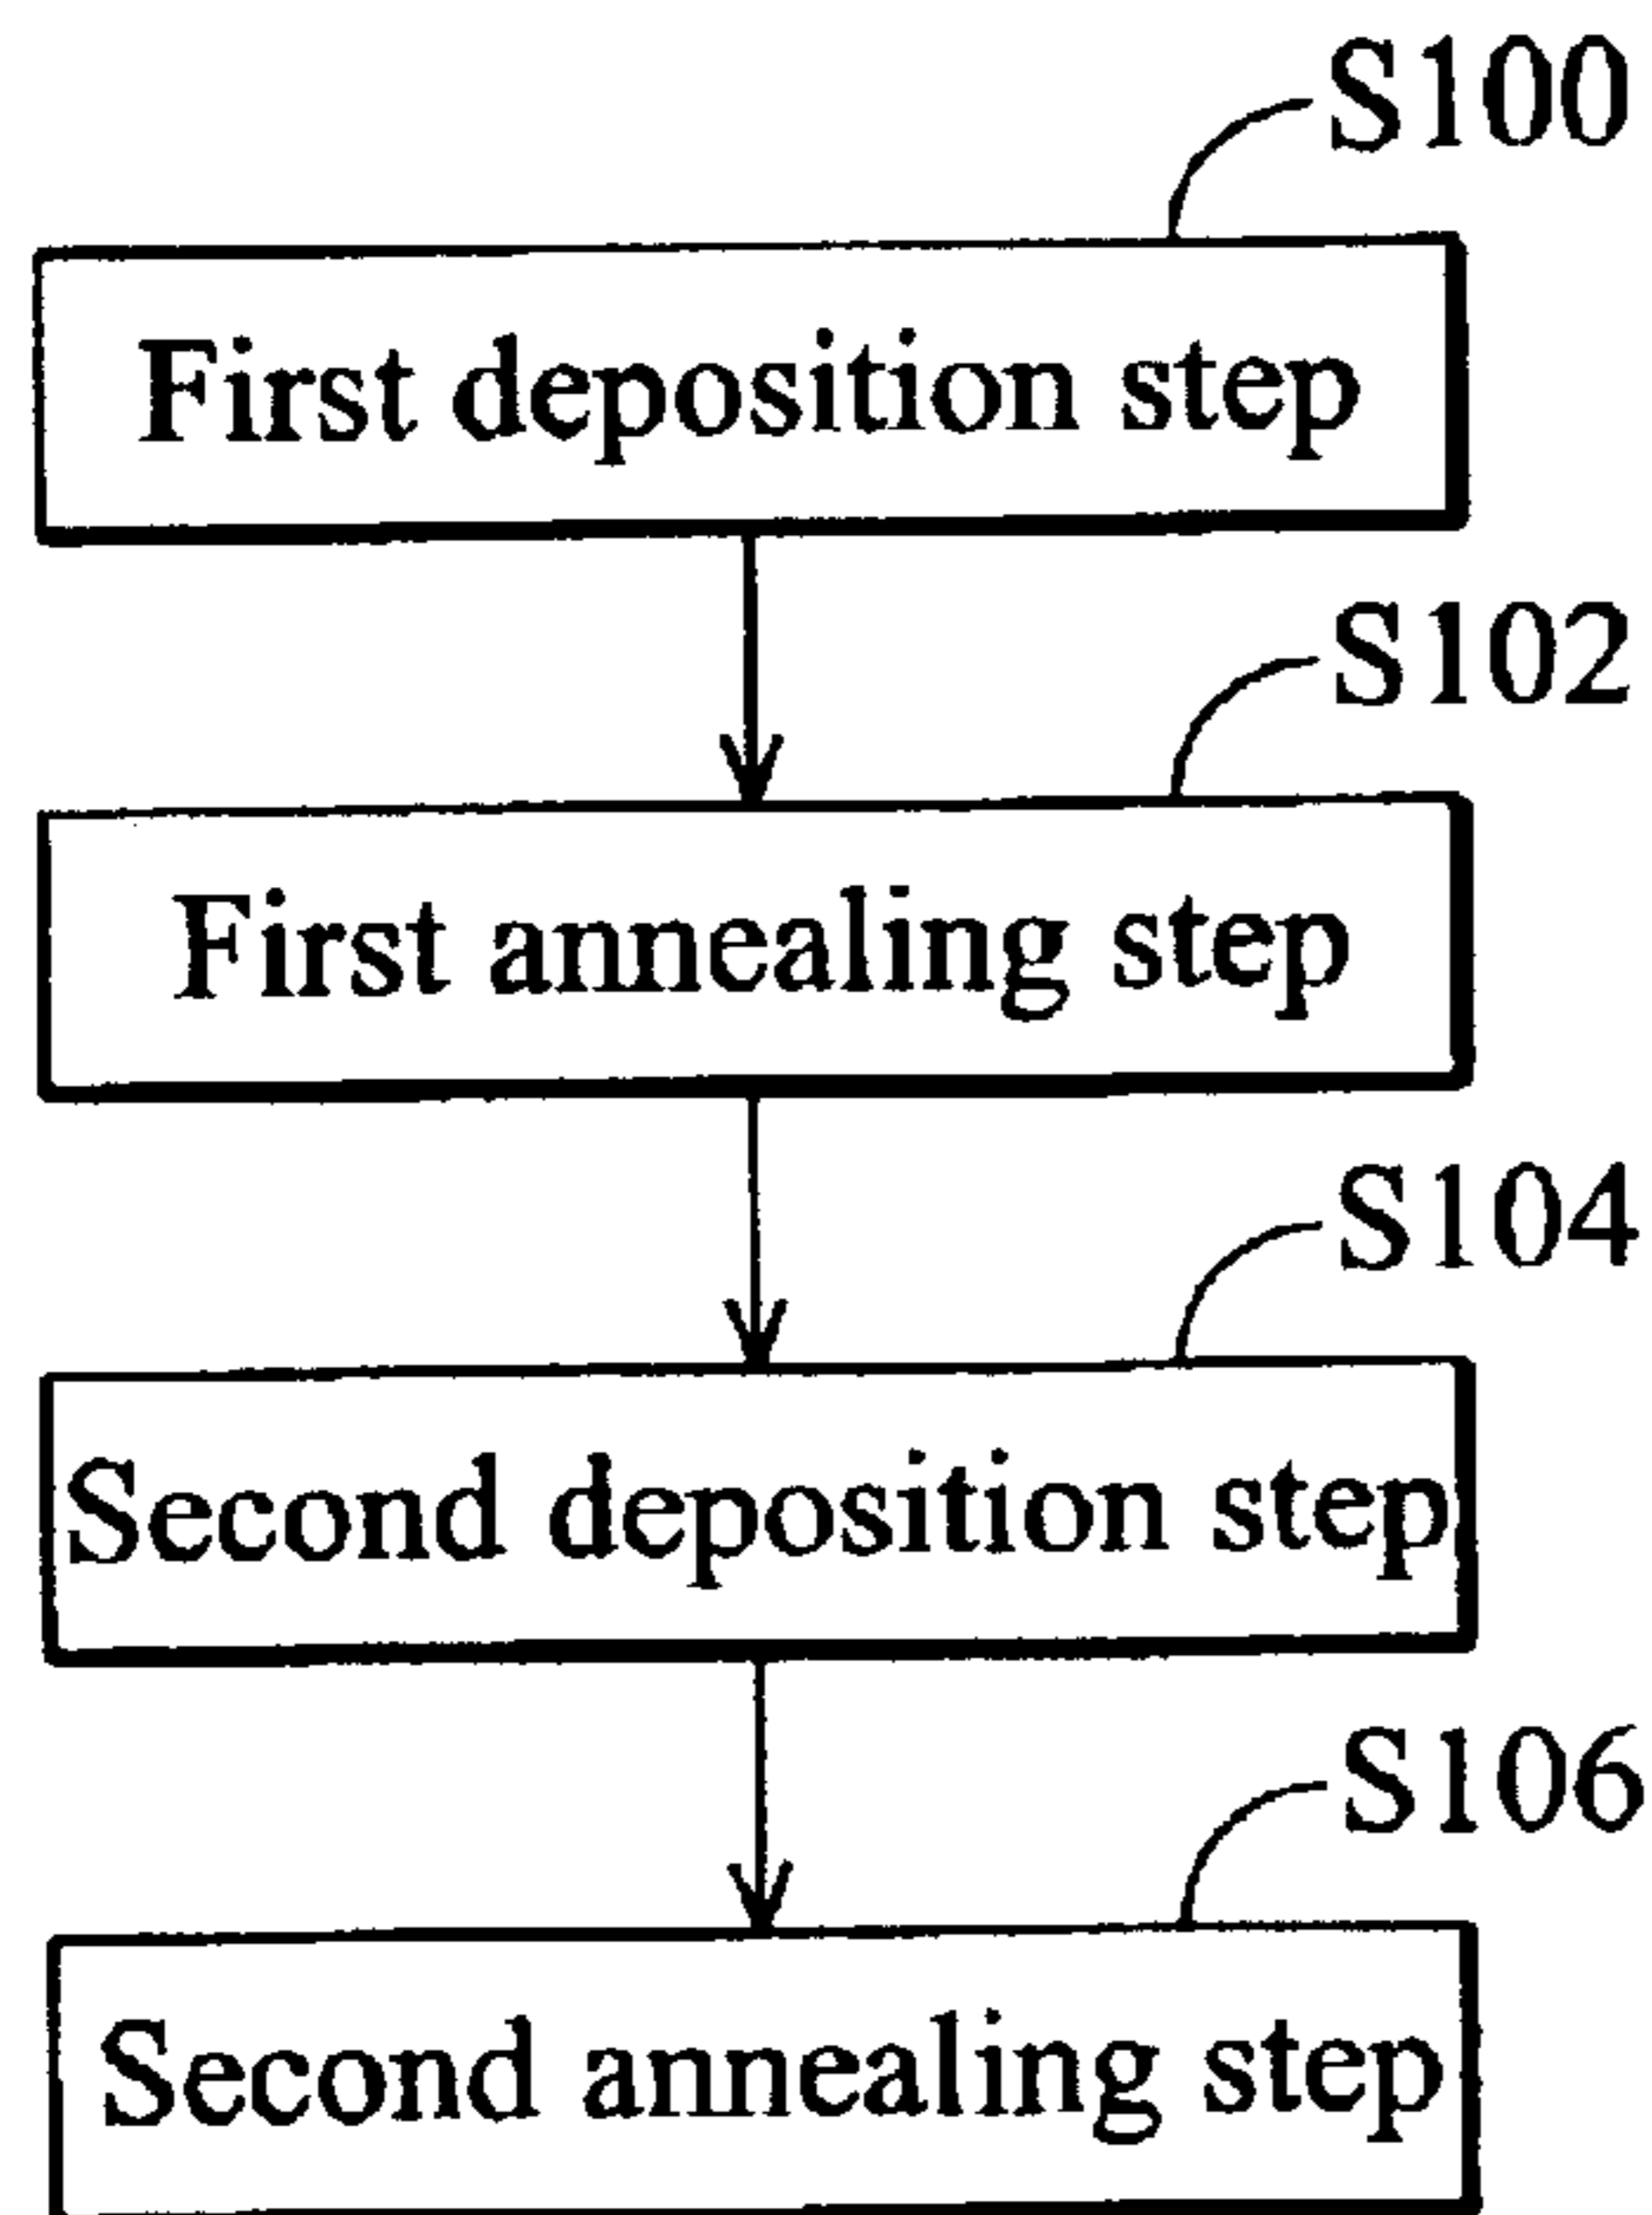 S100
First deposition step
S102
First annealing step
S104
Second deposition step
S106
Second annealing step